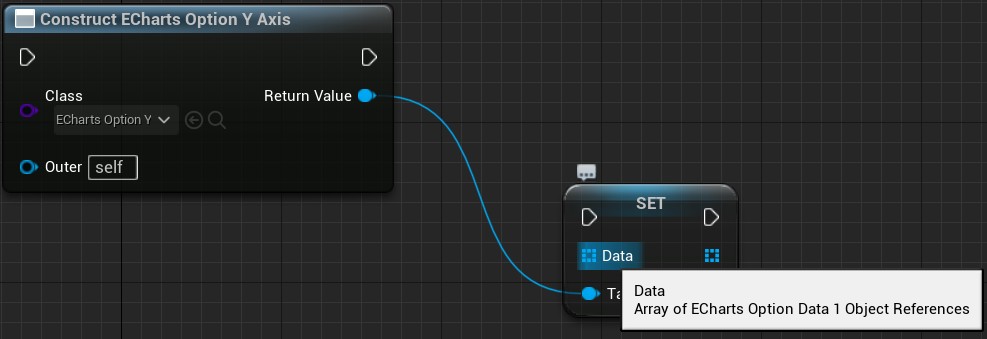 Construct ECharts Option Y Axis
Class
Return Value
ECharts Option Y
Outer
self
SET
Data
Data
Array of ECharts Option Data 1 Object References